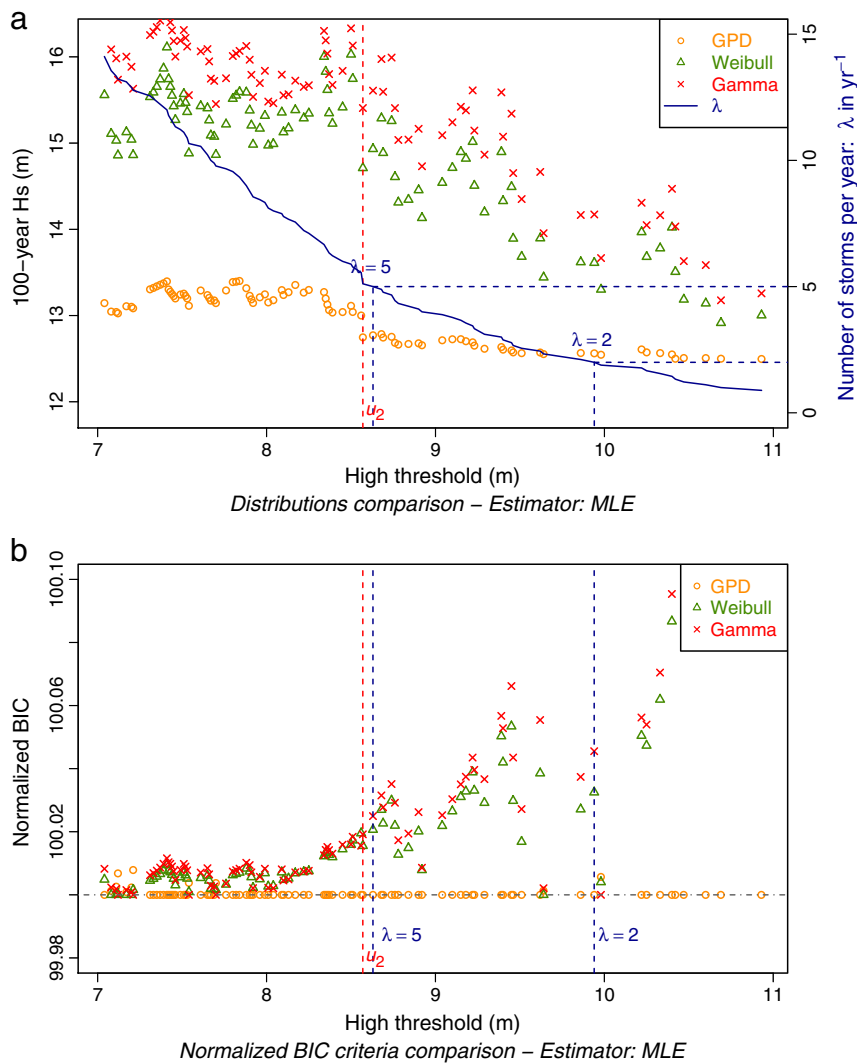 a
GPD
Weibull
Gamma
λ
100-year Hs (m)
16
15
14
13
12
Number of storms per year: λ in yr⁻¹
15
10
5
0
λ = 5
λ = 2
u₂
7 8 9 10 11
High threshold (m)
Distributions comparison – Estimator: MLE
b
GPD
Weibull
Gamma
Normalized BIC
100.10
100.06
100.02
99.98
λ = 5
λ = 2
u₂
7 8 9 10 11
High threshold (m)
Normalized BIC criteria comparison – Estimator: MLE